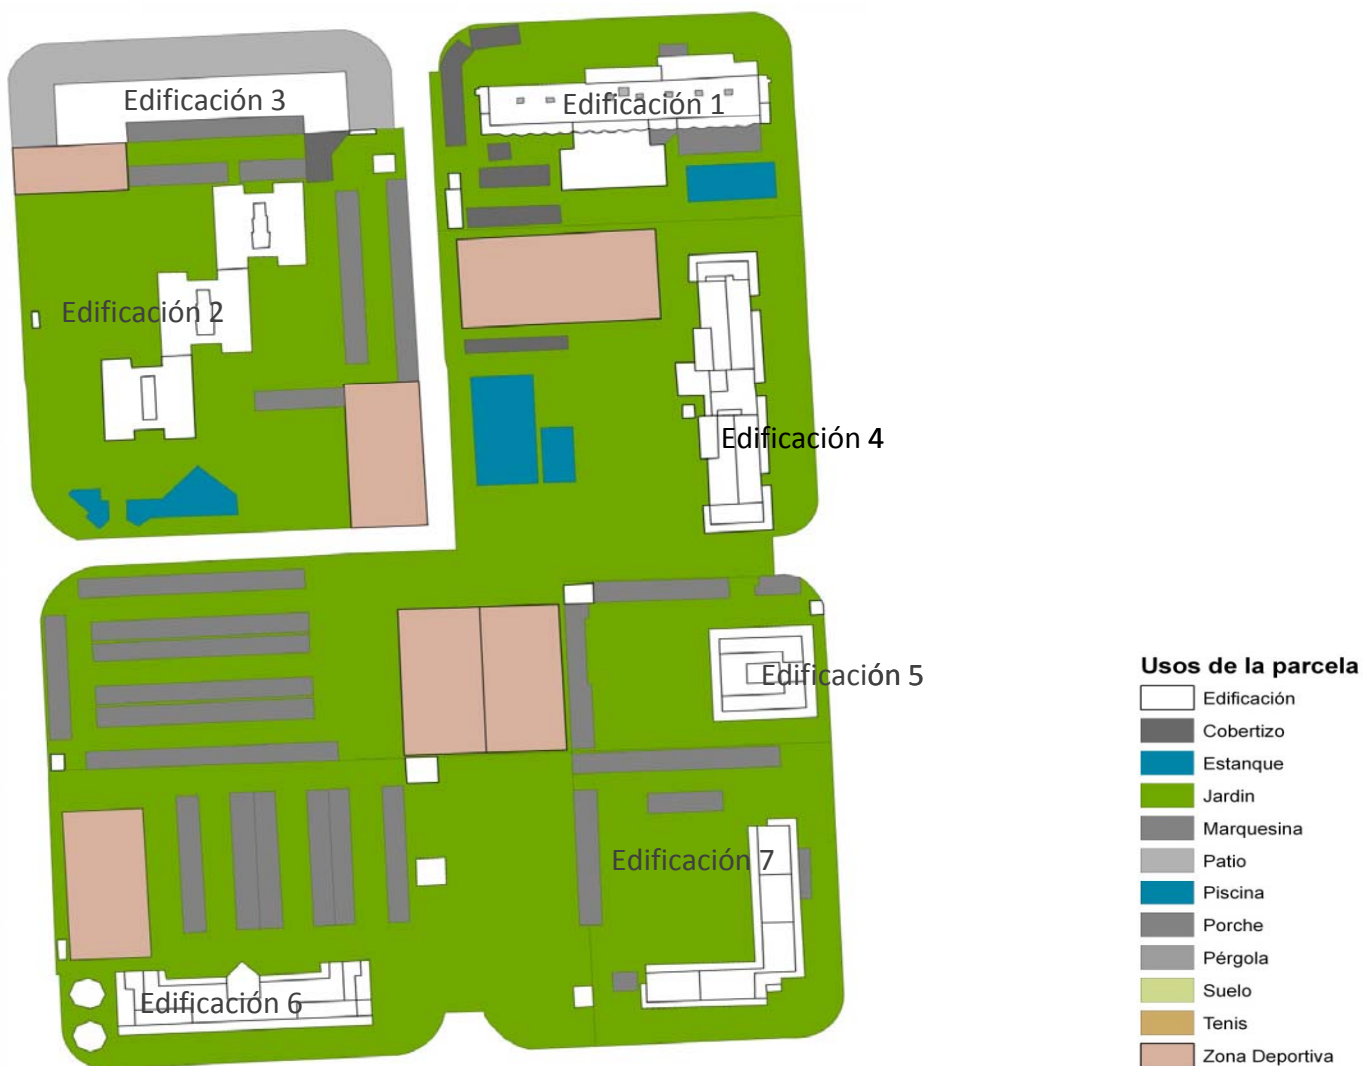 Edificación 3
Edificación 1
Edificación 2
Edificación 4
Edificación 5
Edificación 7
Edificación 6
Usos de la parcela
Edificación
Cobertizo
Estanque
Jardin
Marquesina
Patio
Piscina
Porche
Pérgola
Suelo
Tenis
Zona Deportiva